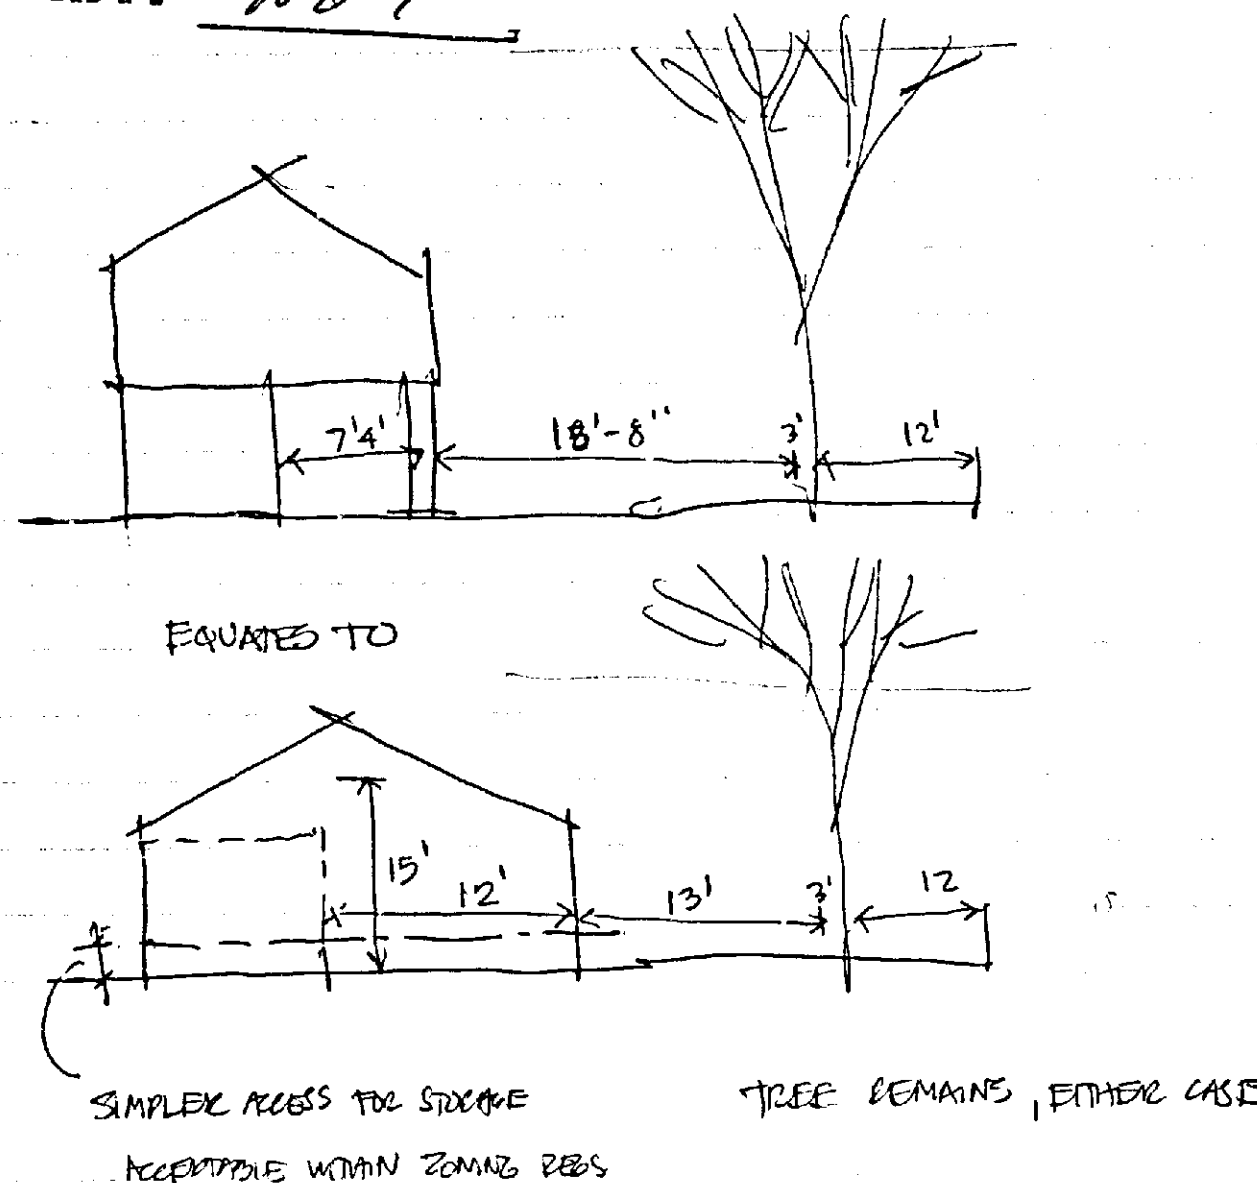 7'4'
18'-8"
3'
12'
EQUATES TO
15'
12'
13'
3'
12
SIMPLER ACCESS FOR STORAGE
ACCEPTABLE WITHIN ZONING REGS
TREE REMAINS, EITHER CASE